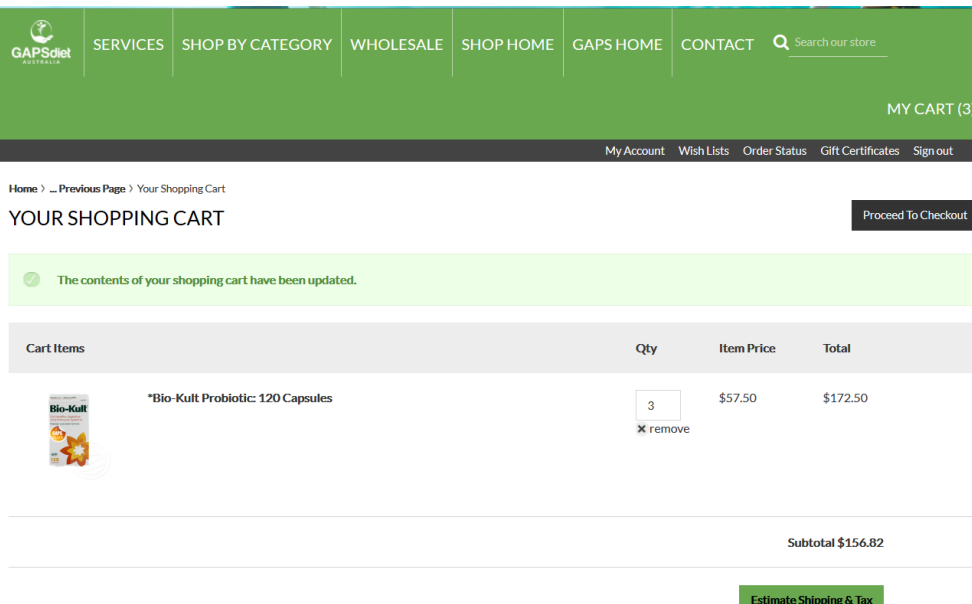 GAPSdiet
AUSTRALIA
SERVICES
SHOP BY CATEGORY
WHOLESALE
SHOP HOME
GAPS HOME
CONTACT
Search our store
MY CART (3
My Account Wish Lists Order Status Gift Certificates Sign out
Home > ... Previous Page > Your Shopping Cart
YOUR SHOPPING CART
Proceed To Checkout
The contents of your shopping cart have been updated.
Cart Items Qty Item Price Total
Bio-Kult
*Bio-Kult Probiotic: 120 Capsules
3
$57.50
$172.50
× remove
Subtotal $156.82
Estimate Shipping & Tax